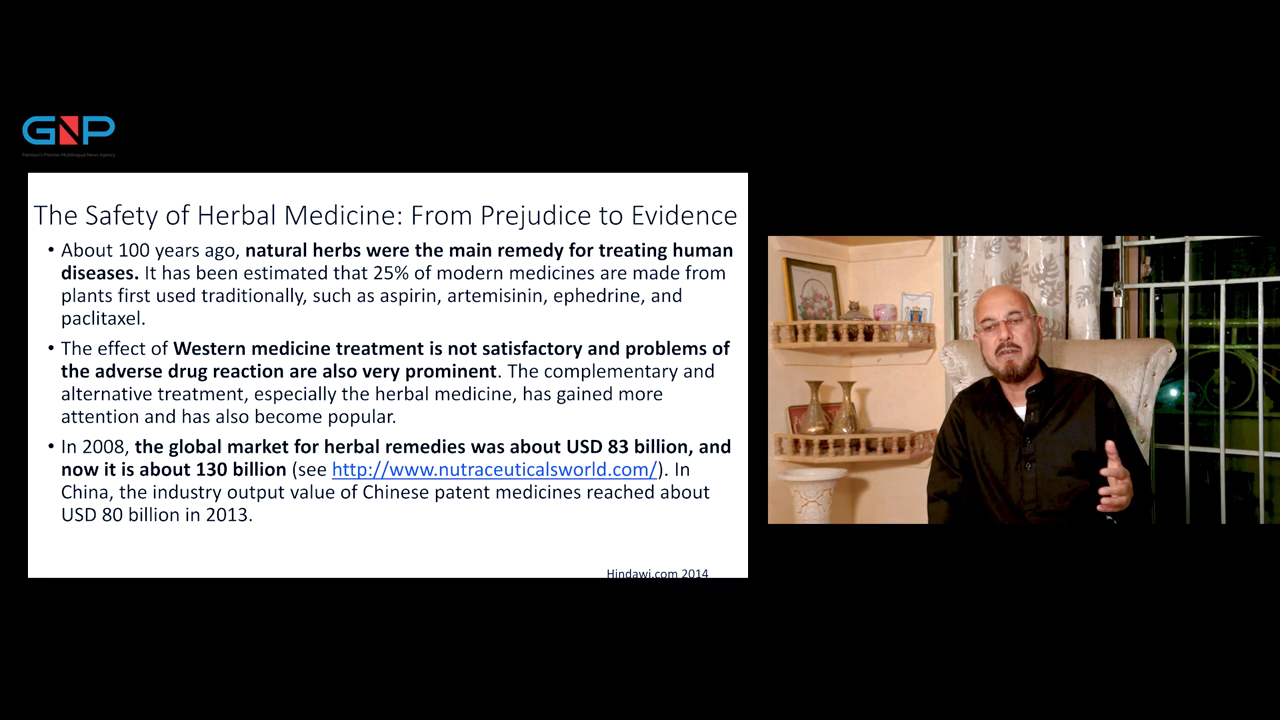 GNP
Pakistan's Premier Multilingual News Agency
The Safety of Herbal Medicine: From Prejudice to Evidence
• About 100 years ago, natural herbs were the main remedy for treating human
diseases. It has been estimated that 25% of modern medicines are made from
plants first used traditionally, such as aspirin, artemisinin, ephedrine, and
paclitaxel.
• The effect of Western medicine treatment is not satisfactory and problems of
the adverse drug reaction are also very prominent. The complementary and
alternative treatment, especially the herbal medicine, has gained more
attention and has also become popular.
• In 2008, the global market for herbal remedies was about USD 83 billion, and
now it is about 130 billion (see http://www.nutraceuticalsworld.com/). In
China, the industry output value of Chinese patent medicines reached about
USD 80 billion in 2013.
Hindawi.com 2014